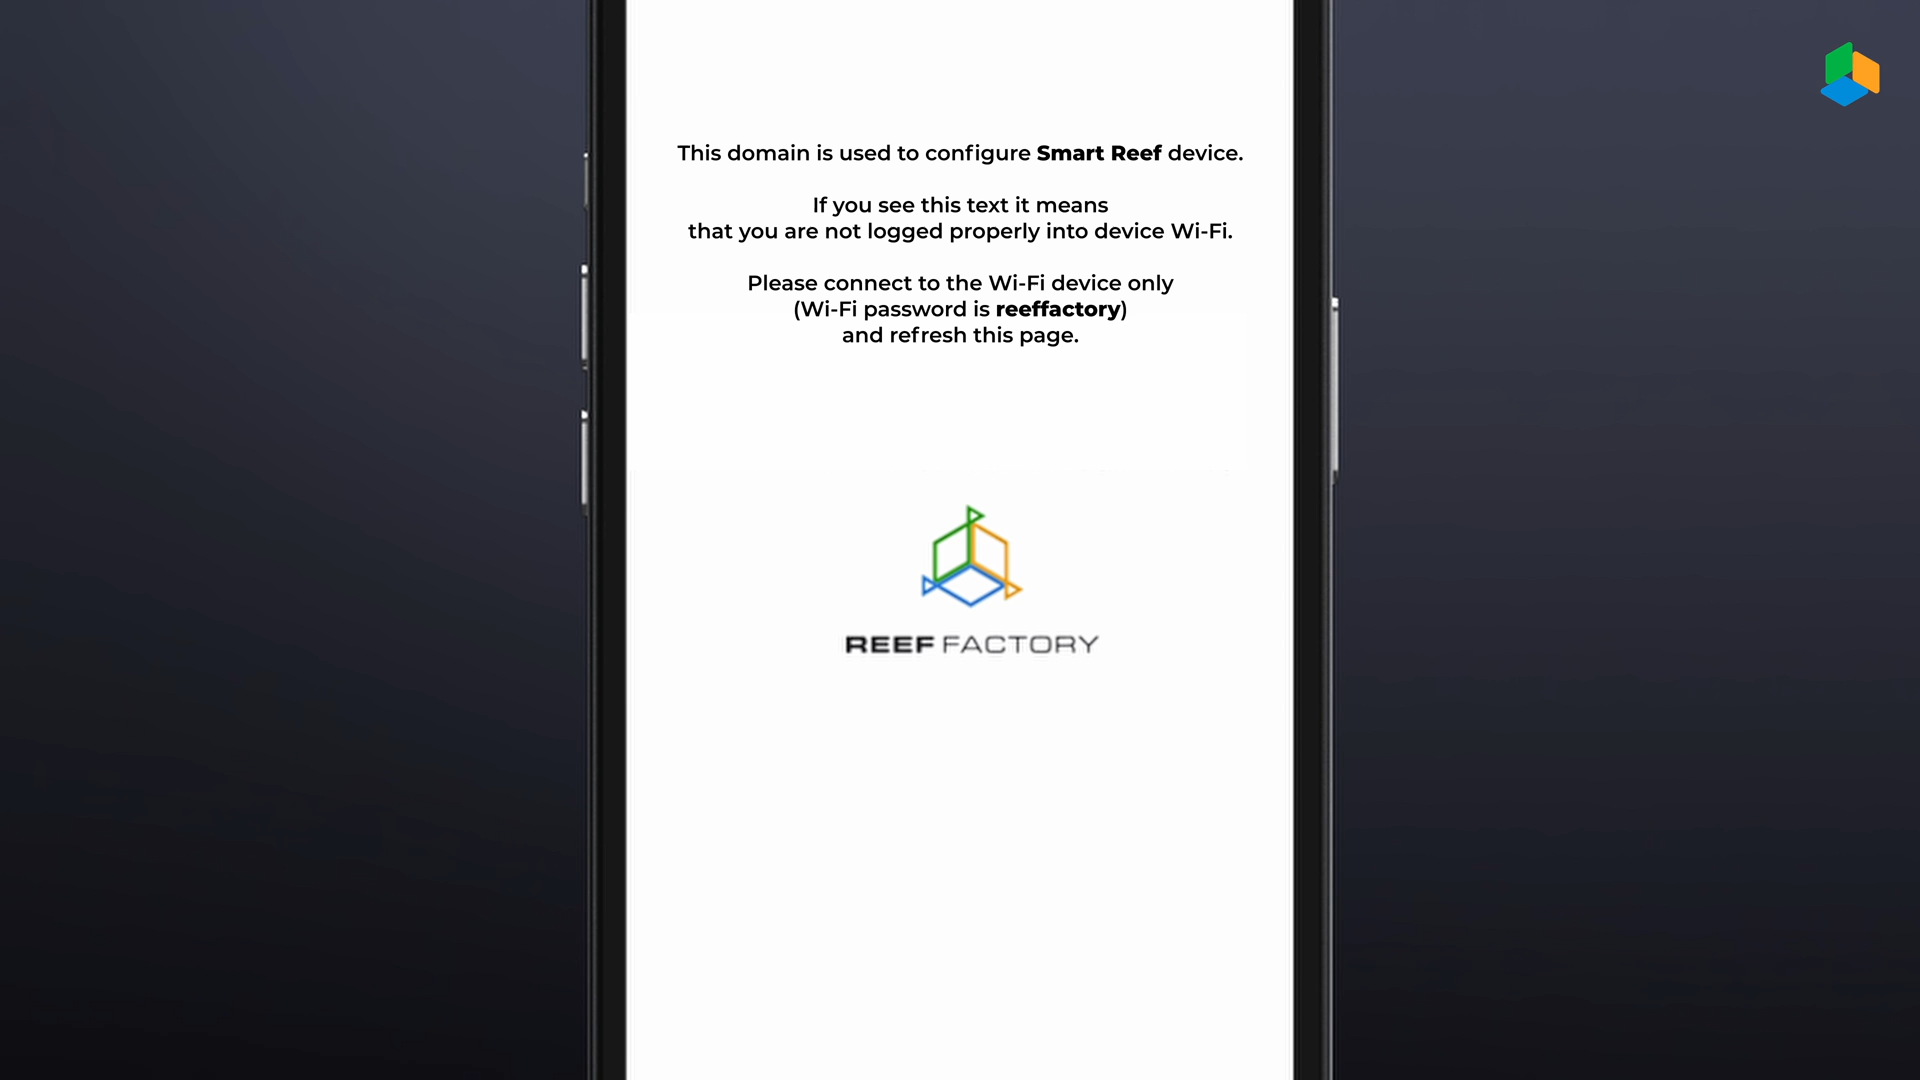 This domain is used to configure Smart Reef device.
If you see this text it means
that you are not logged properly into device Wi-Fi.
Please connect to the Wi-Fi device only
(Wi-Fi password is reeffactory)
and refresh this page.
REEF FACTORY